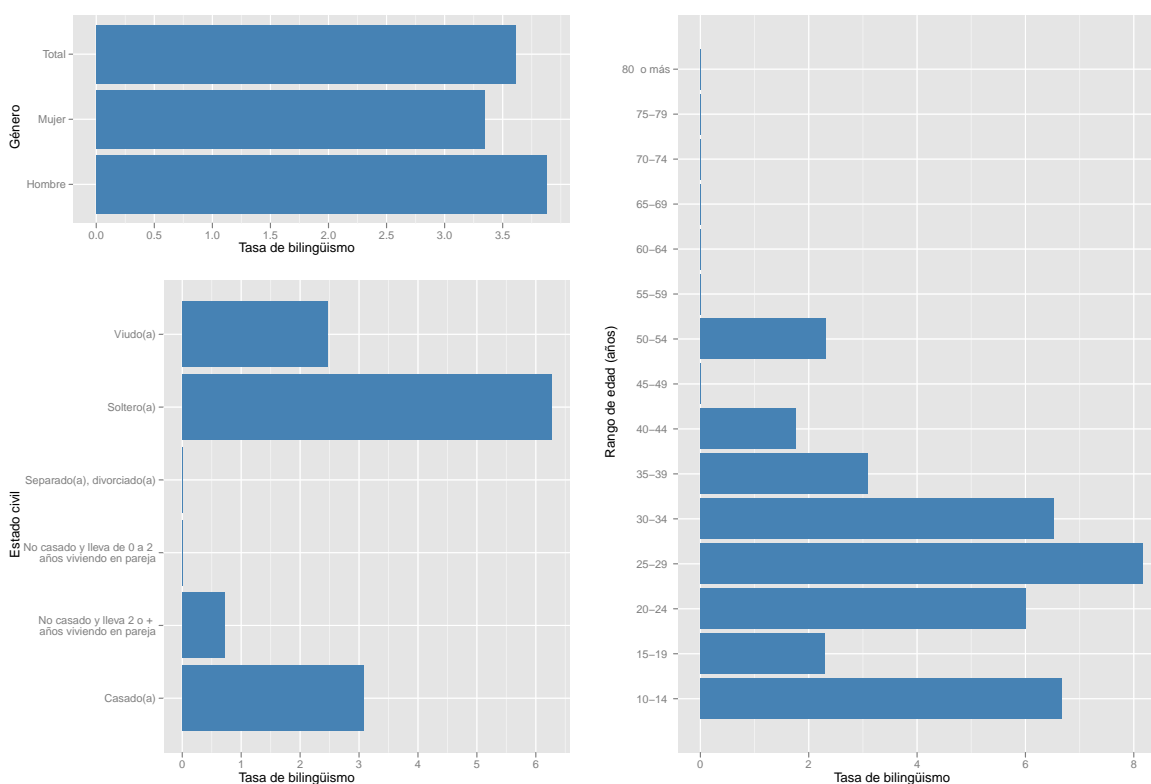 Género
Total
Mujer
Hombre
0.0 0.5 1.0 1.5 2.0 2.5 3.0 3.5
Tasa de bilingüismo
Estado civil
Viudo(a)
Soltero(a)
Separado(a), divorciado(a)
No casado y lleva de 0 a 2
años viviendo en pareja
No casado y lleva 2 o +
años viviendo en pareja
Casado(a)
0 1 2 3 4 5 6
Tasa de bilingüismo
Rango de edad (años)
80 o más
75−79
70−74
65−69
60−64
55−59
50−54
45−49
40−44
35−39
30−34
25−29
20−24
15−19
10−14
0 2 4 6 8
Tasa de bilingüismo